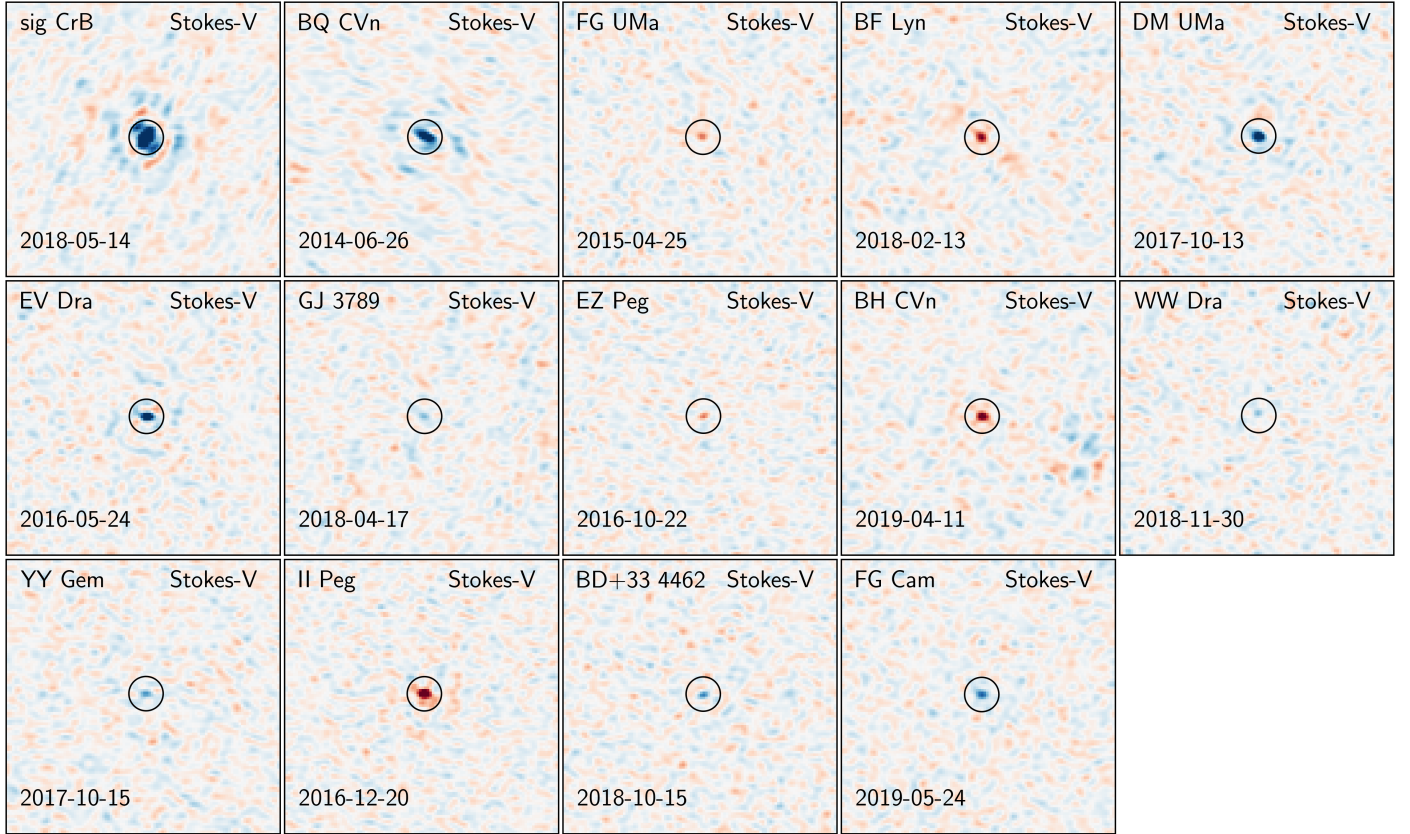 sig CrB Stokes-V
2018-05-14
BQ CVn Stokes-V
2014-06-26
FG UMa Stokes-V
2015-04-25
BF Lyn Stokes-V
2018-02-13
DM UMa Stokes-V
2017-10-13
EV Dra Stokes-V
2016-05-24
GJ 3789 Stokes-V
2018-04-17
EZ Peg Stokes-V
2016-10-22
BH CVn Stokes-V
2019-04-11
WW Dra Stokes-V
2018-11-30
YY Gem Stokes-V
2017-10-15
II Peg Stokes-V
2016-12-20
BD+33 4462 Stokes-V
2018-10-15
FG Cam Stokes-V
2019-05-24